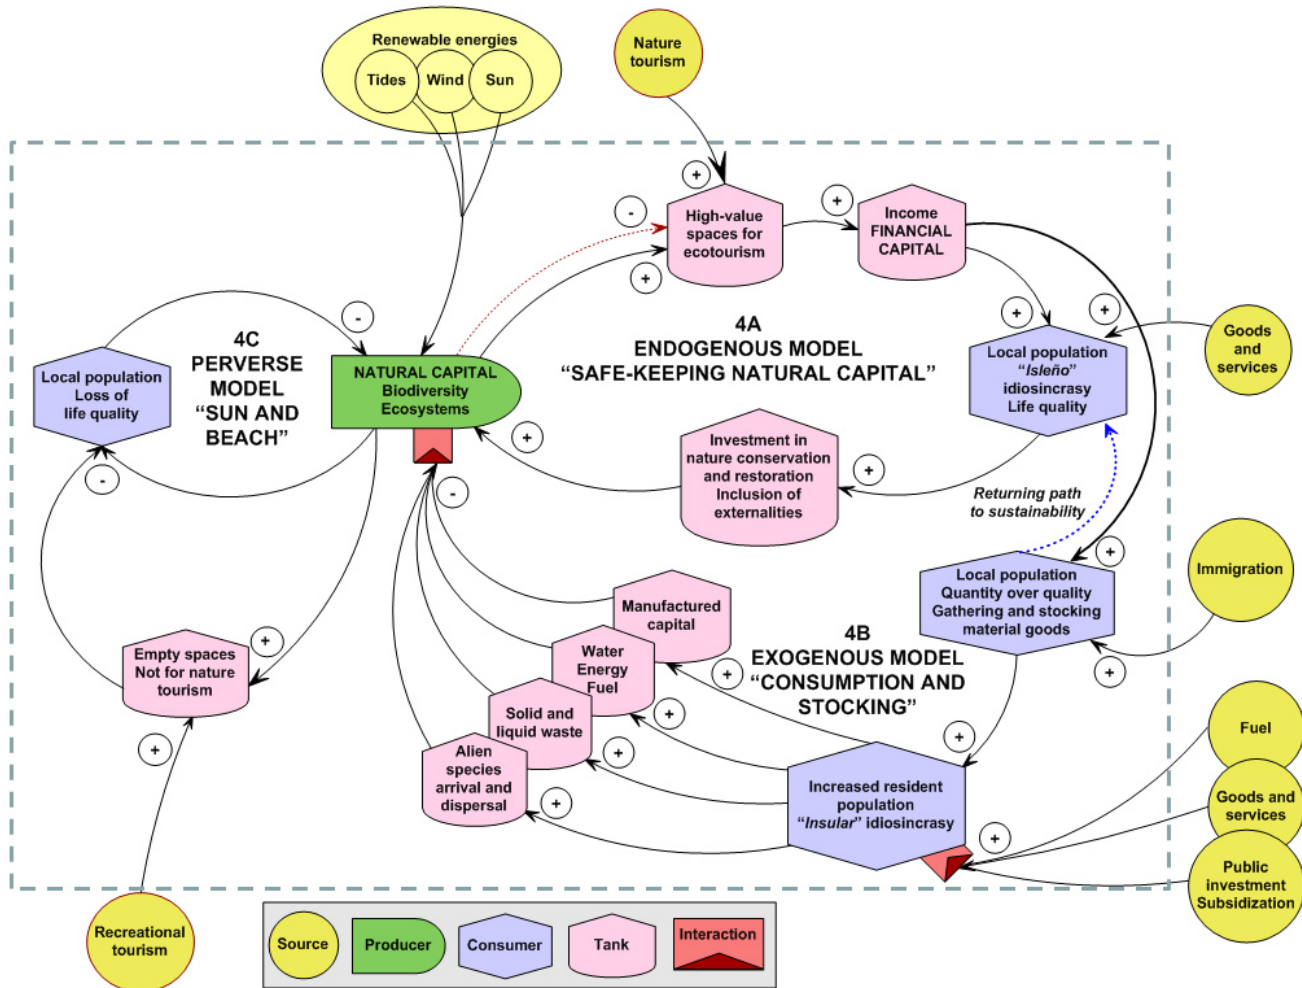 Renewable energies
Tides
Wind
Sun
Nature
tourism
+
-
High-value
spaces for
ecotourism
+
+
Income
FINANCIAL
CAPITAL
-
4C
PERVERSE
MODEL
“SUN AND
BEACH”
Local population
Loss of
life quality
-
NATURAL CAPITAL
Biodiversity
Ecosystems
4A
ENDOGENOUS MODEL
“SAFE-KEEPING NATURAL CAPITAL”
+
+
Local population
“Isleño”
idiosincrasy
Life quality
Goods
and
services
+
-
Investment in
nature conservation
and restoration
Inclusion of
externalities
+
Returning path
to sustainability
+
Local population
Quantity over quality
Gathering and stocking
material goods
+
Immigration
Manufactured
capital
+
Water
Energy
Fuel
+
Solid and
liquid waste
+
Alien
species
arrival and
dispersal
+
4B
EXOGENOUS MODEL
“CONSUMPTION AND
STOCKING”
+
Increased resident
population
“Insular” idiosincrasy
+
Fuel
Goods and
services
Public
investment
Subsidization
+
Empty spaces
Not for nature
tourism
+
Recreational
tourism
Source
Producer
Consumer
Tank
Interaction